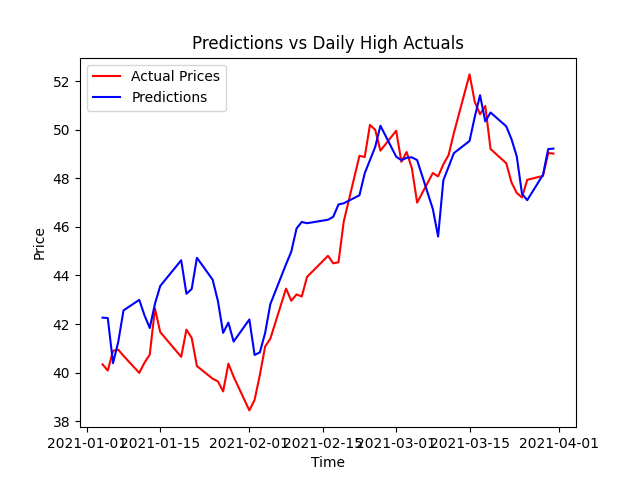 Predictions vs Daily High Actuals
Actual Prices
Predictions
52
50
48
46
44
42
40
38
Price
2021-01-01 2021-01-15 2021-02-01 2021-02-15 2021-03-01 2021-03-15 2021-04-01
Time